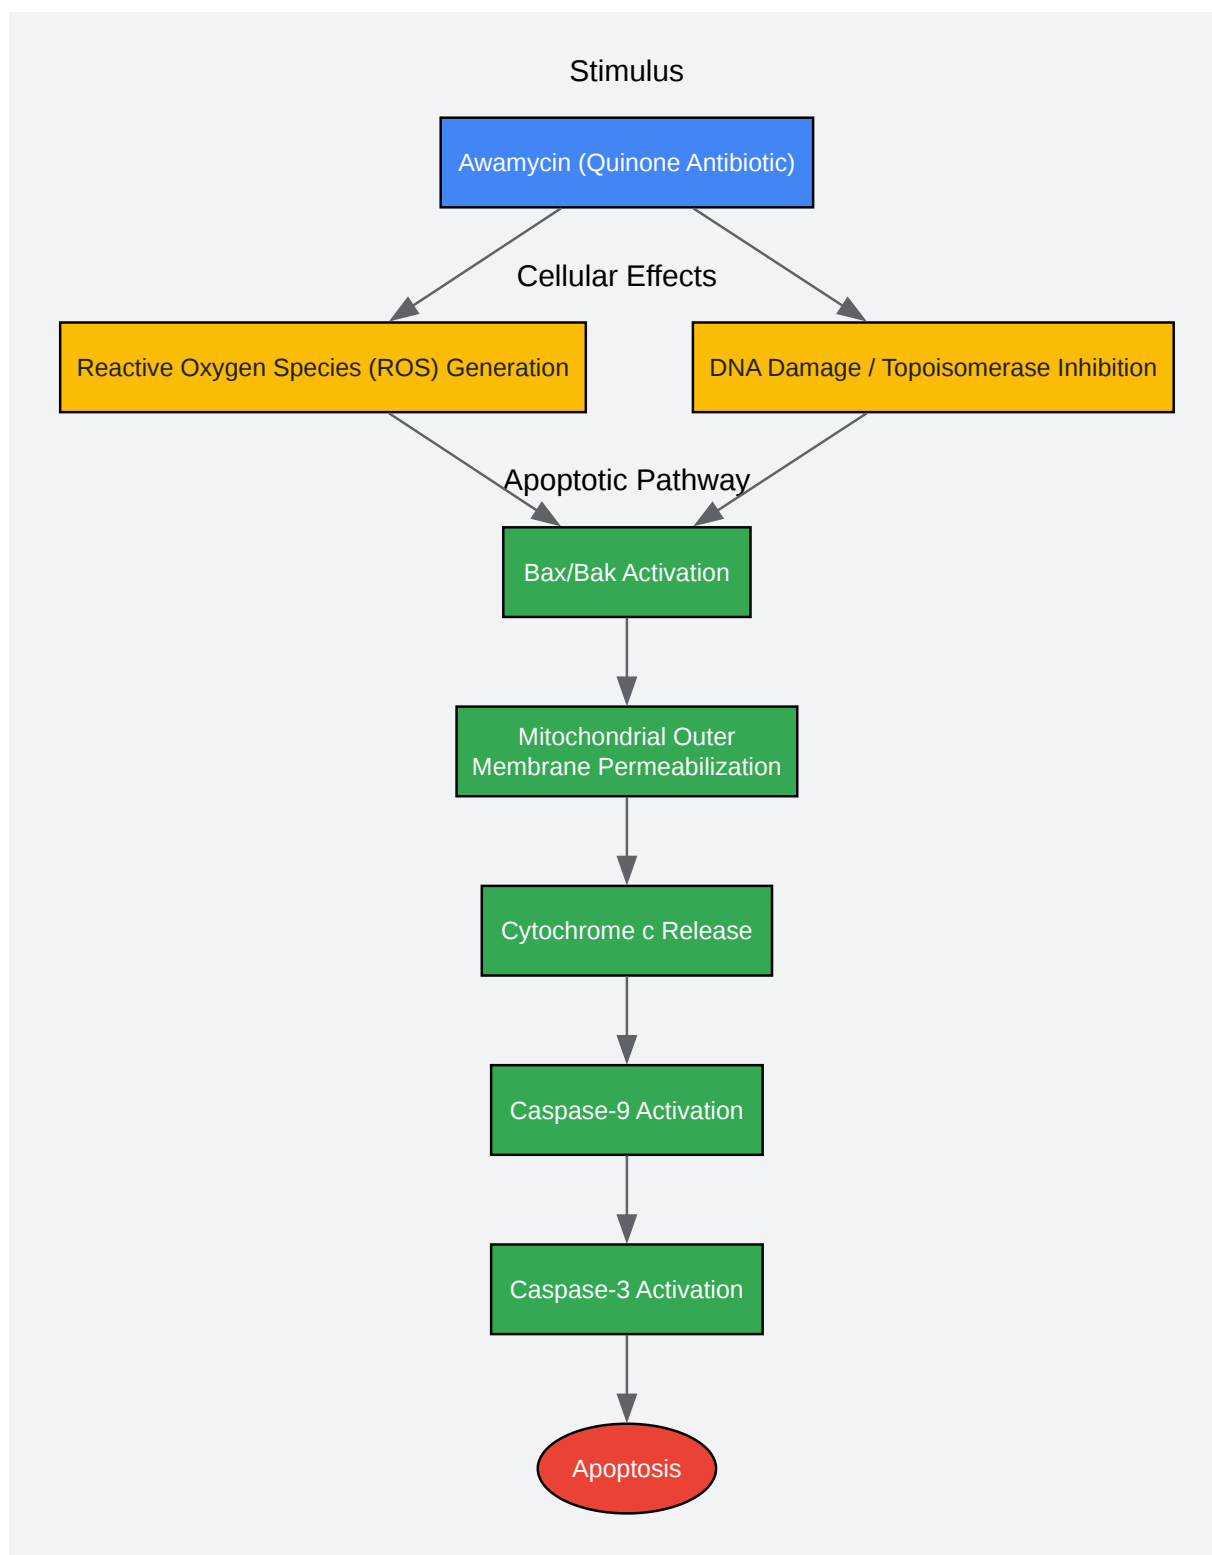 Stimulus
Awamycin (Quinone Antibiotic)
Cellular Effects
Reactive Oxygen Species (ROS) Generation
DNA Damage / Topoisomerase Inhibition
Apoptotic Pathway
Bax/Bak Activation
Mitochondrial Outer
Membrane Permeabilization
Cytochrome c Release
Caspase-9 Activation
Caspase-3 Activation
Apoptosis